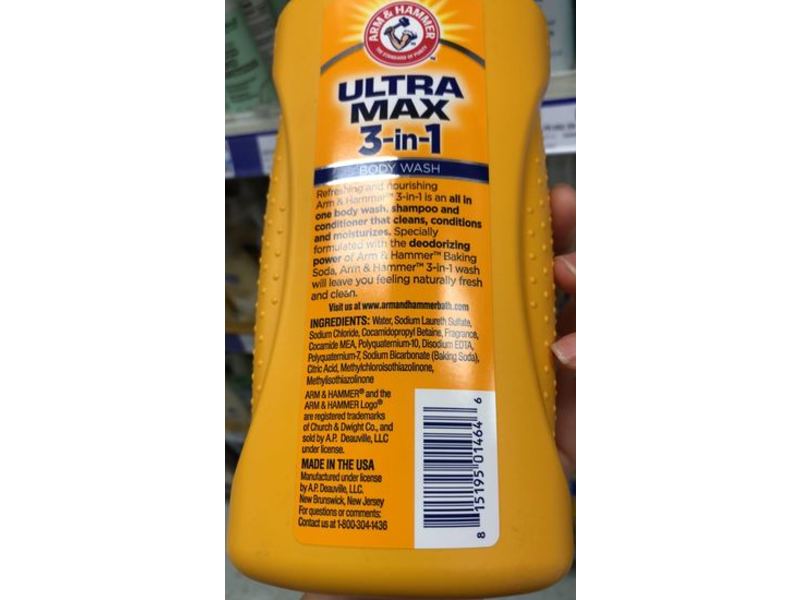 ARM & HAMMER
THE STANDARD OF PURITY
ULTRA
MAX
3-in-1
BODY WASH
Refreshing and nourishing
Arm & Hammer™ 3-in-1 is an all in
one body wash, shampoo and
conditioner that cleans, conditions
and moisturizes. Specially
formulated with the deodorizing
power of Arm & Hammer™ Baking
Soda, Arm & Hammer™ 3-in-1 wash
will leave you feeling naturally fresh
and clean.
Visit us at www.armandhammerbath.com
INGREDIENTS: Water, Sodium Laureth Sulfate,
Sodium Chloride, Cocamidopropyl Betaine, Fragrance,
Cocamide MEA, Polyquaternium-10, Disodium EDTA,
Polyquaternium-7, Sodium Bicarbonate (Baking Soda),
Citric Acid, Methylchloroisothiazolinone,
Methylisothiazolinone
ARM & HAMMER® and the
ARM & HAMMER Logo®
are registered trademarks
of Church & Dwight Co., and
sold by A.P. Deauville, LLC
under license.
MADE IN THE USA
Manufactured under license
by A.P. Deauville, LLC.
New Brunswick, New Jersey
For questions or comments:
Contact us at 1-800-304-1436
8 15195 01464 6